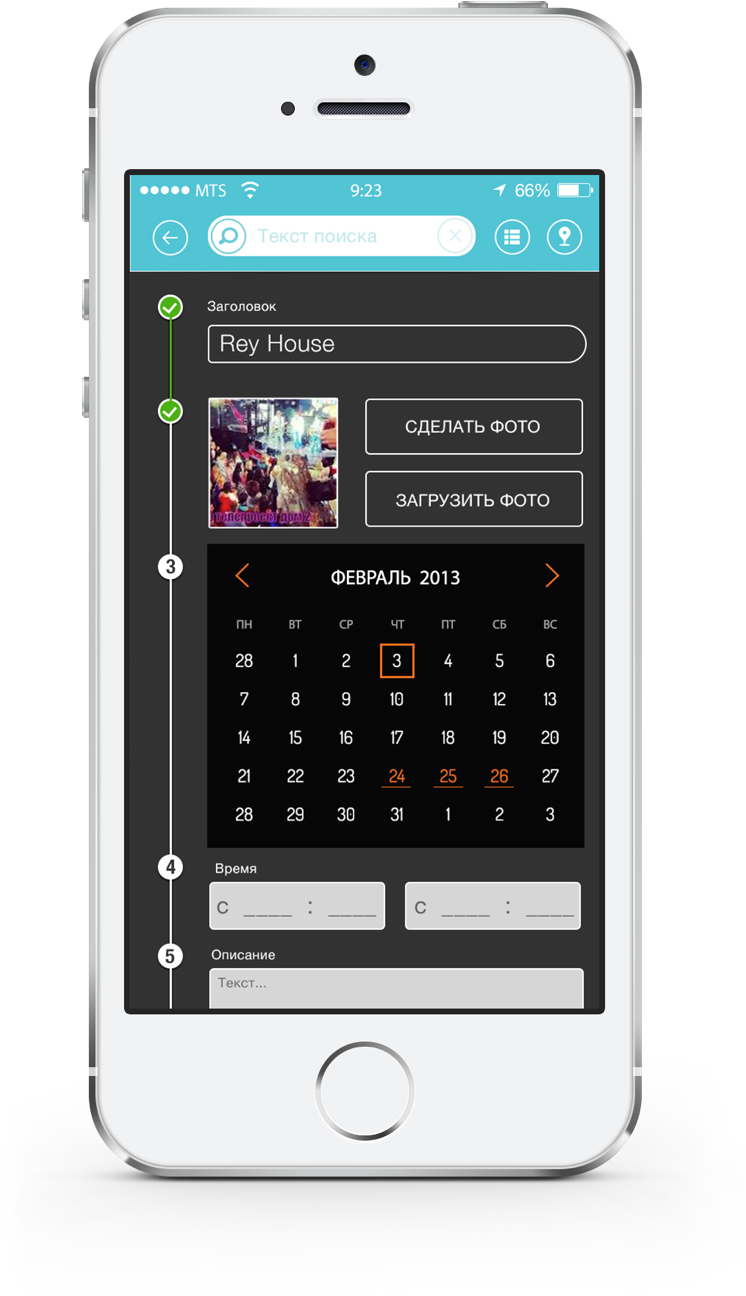 MTS 9:23 66%
Текст поиска
Заголовок
Rey House
СДЕЛАТЬ ФОТО
ЗАГРУЗИТЬ ФОТО
телепроект дом 2
3
ФЕВРАЛЬ 2013
ПН ВТ СР ЧТ ПТ СБ ВС
28 1 2 3 4 5 6
7 8 9 10 11 12 13
14 15 16 17 18 19 20
21 22 23 24 25 26 27
28 29 30 31 1 2 3
4 Время
С ____ : ____ С ____ : ____
5 Описание
Текст...